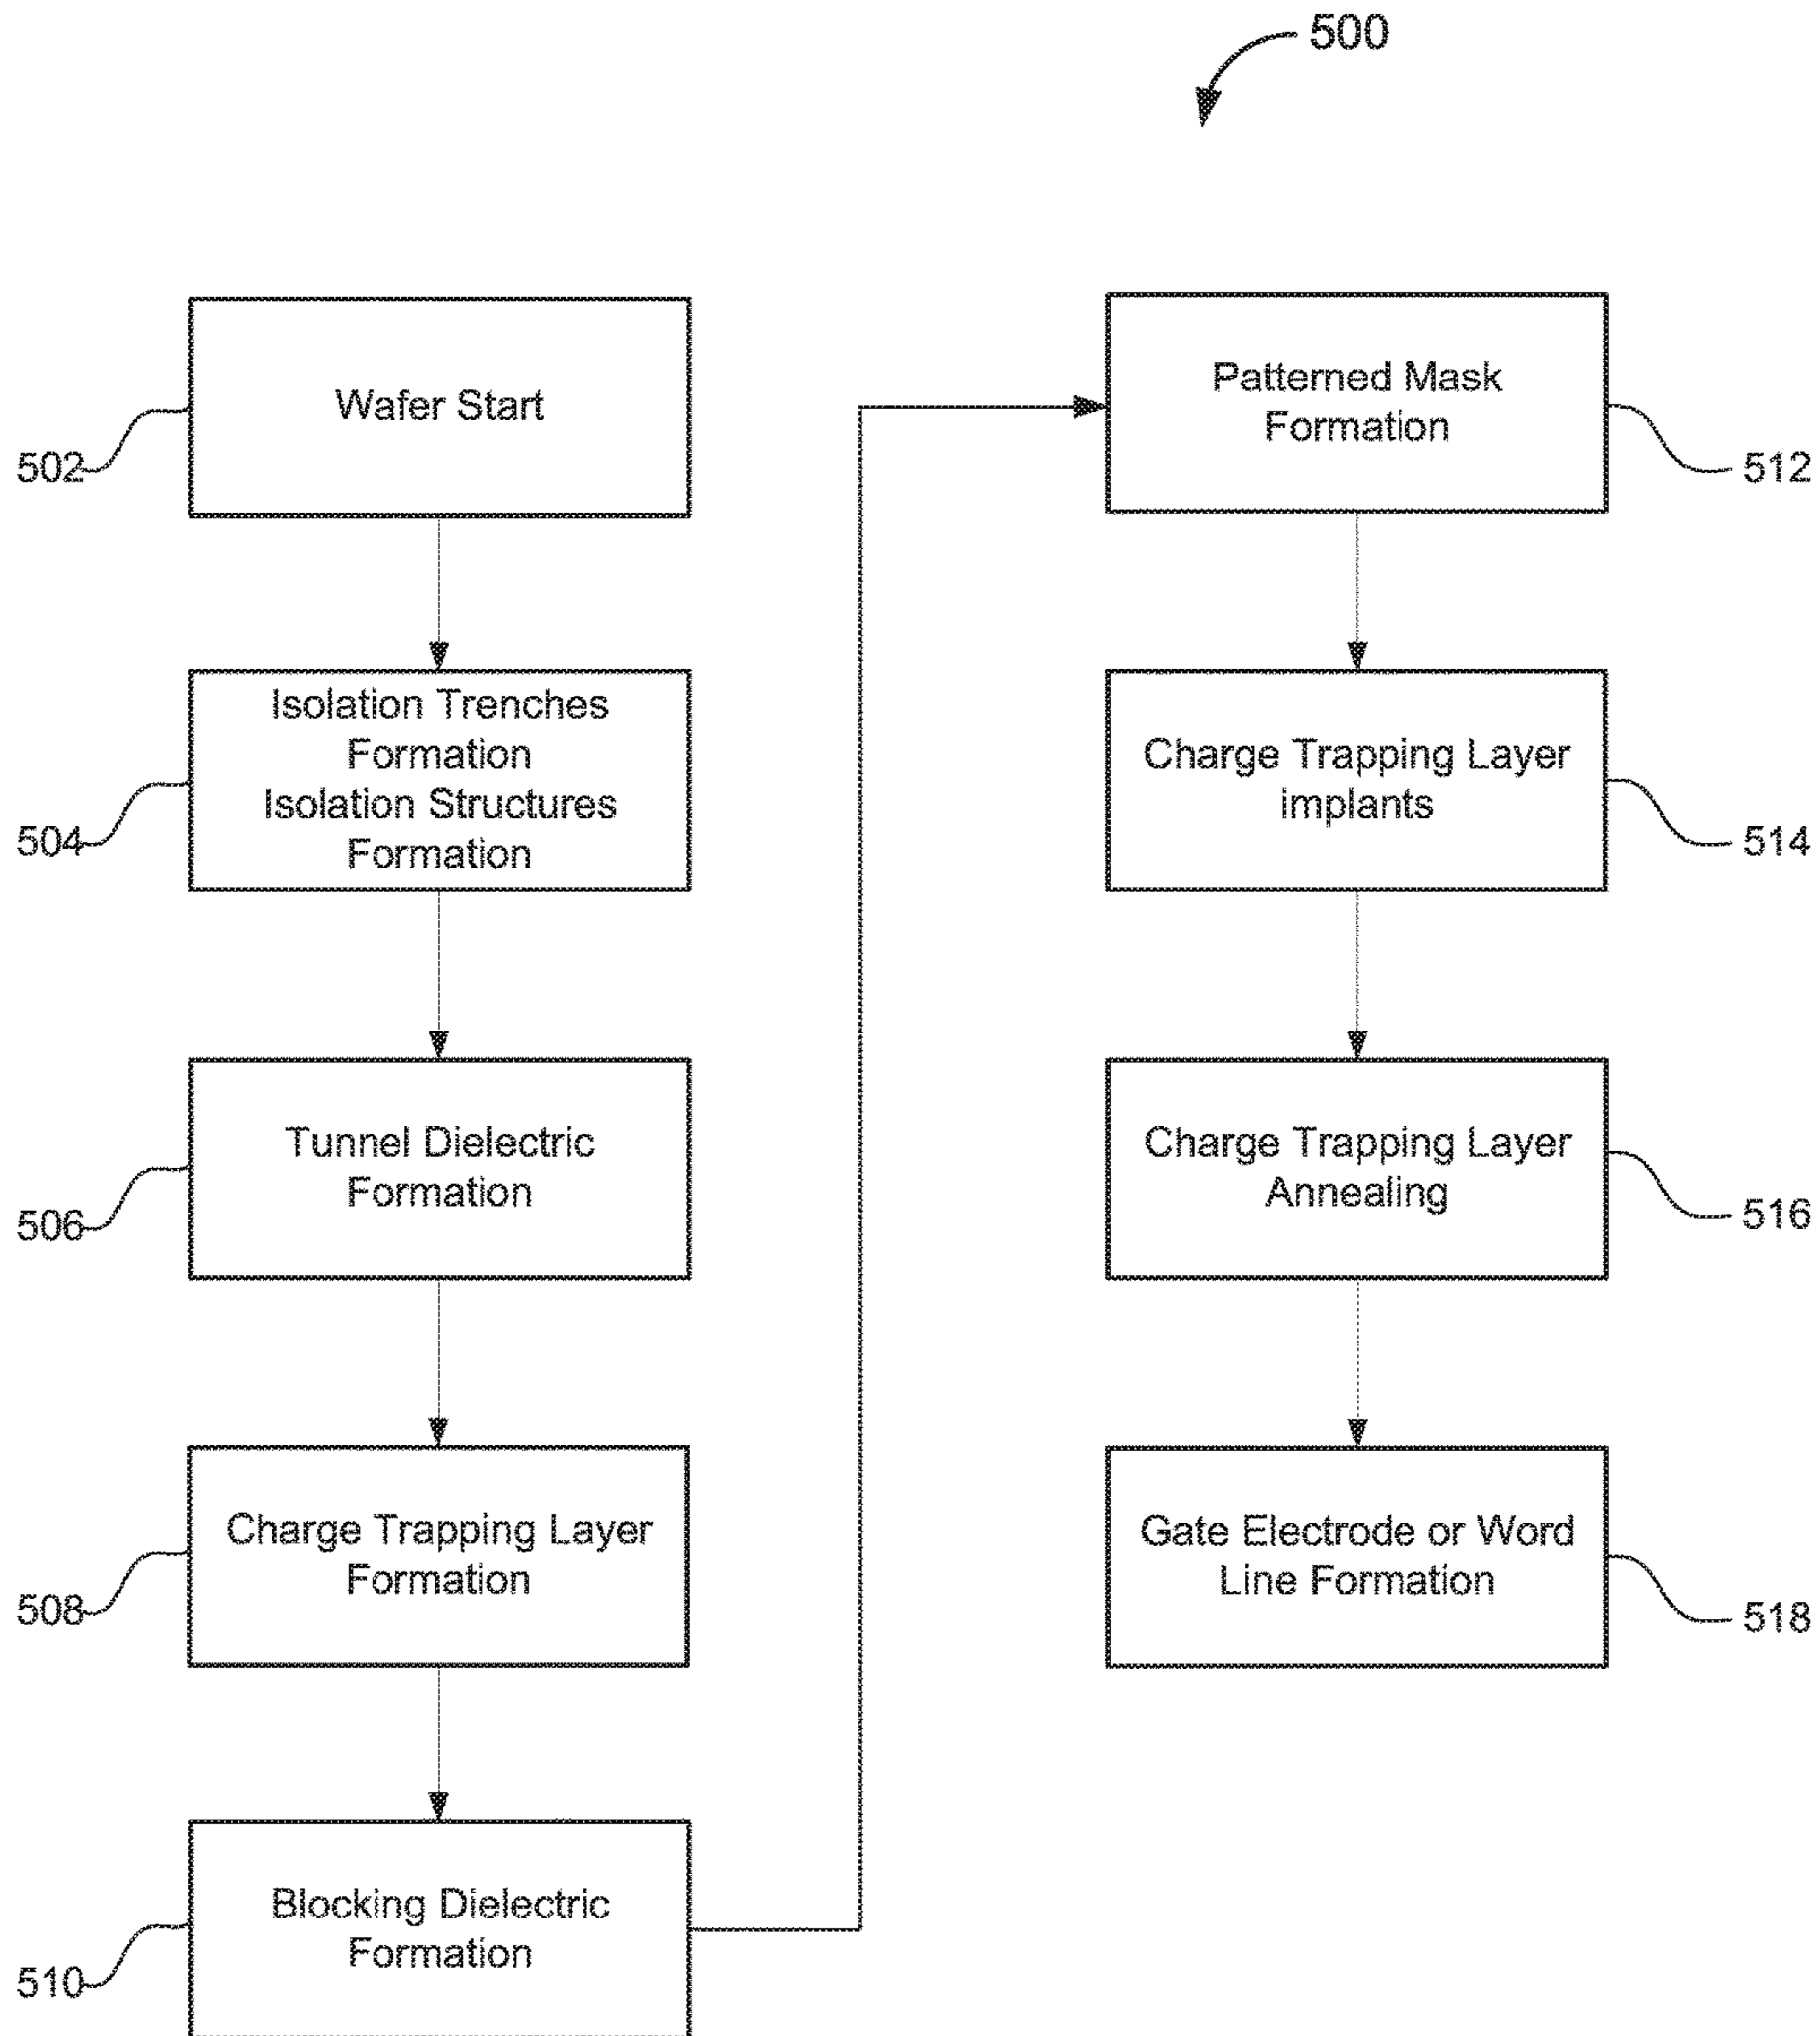 500
Wafer Start
502
Isolation Trenches
Formation
Isolation Structures
Formation
504
Tunnel Dielectric
Formation
506
Charge Trapping Layer
Formation
508
Blocking Dielectric
Formation
510
Patterned Mask
Formation
512
Charge Trapping Layer
implants
514
Charge Trapping Layer
Annealing
516
Gate Electrode or Word
Line Formation
518